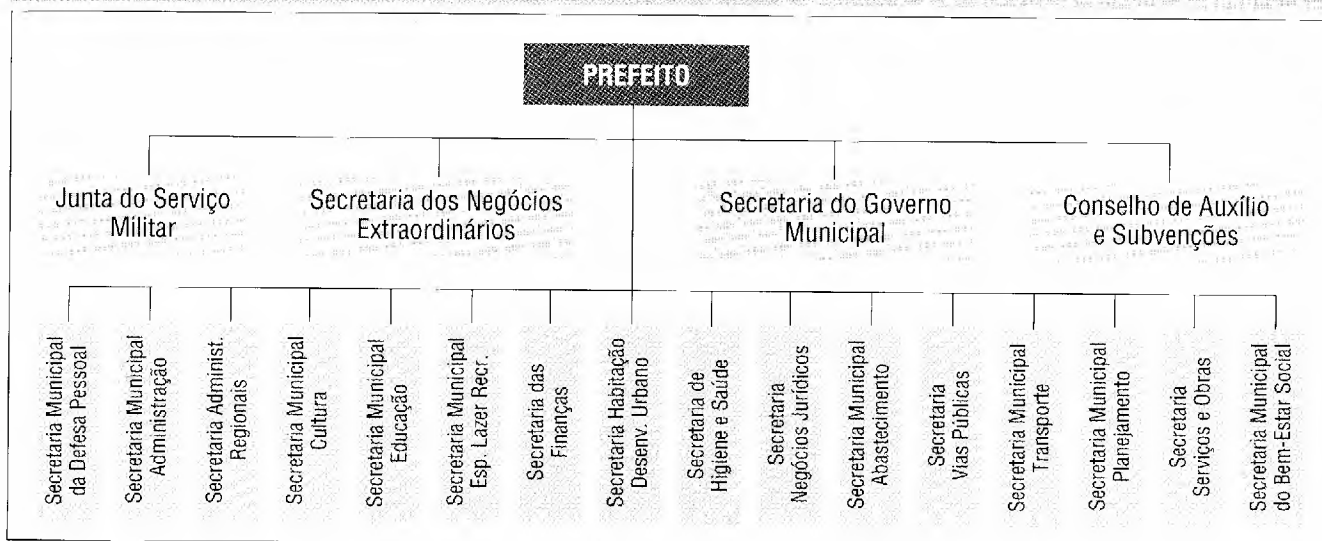 PREFEITO
Junta do Serviço
Militar
Secretaria dos Negócios
Extraordinários
Secretaria do Governo
Municipal
Conselho de Auxílio
e Subvenções
Secretaria Municipal
da Defesa Pessoal
Secretaria Municipal
Administração
Secretaria Administ.
Regionais
Secretaria Municipal
Cultura
Secretaria Municipal
Educação
Secretaria Municipal
Esp. Lazer Recr.
Secretaria das
Finanças
Secretaria Habitação
Desenv. Urbano
Secretaria de
Higiene e Saúde
Secretaria
Negócios Jurídicos
Secretaria Municipal
Abastecimento
Secretaria
Vias Públicas
Secretaria Municipal
Transporte
Secretaria Municipal
Planejamento
Secretaria
Serviços e Obras
Secretaria Municipal
do Bem-Estar Social